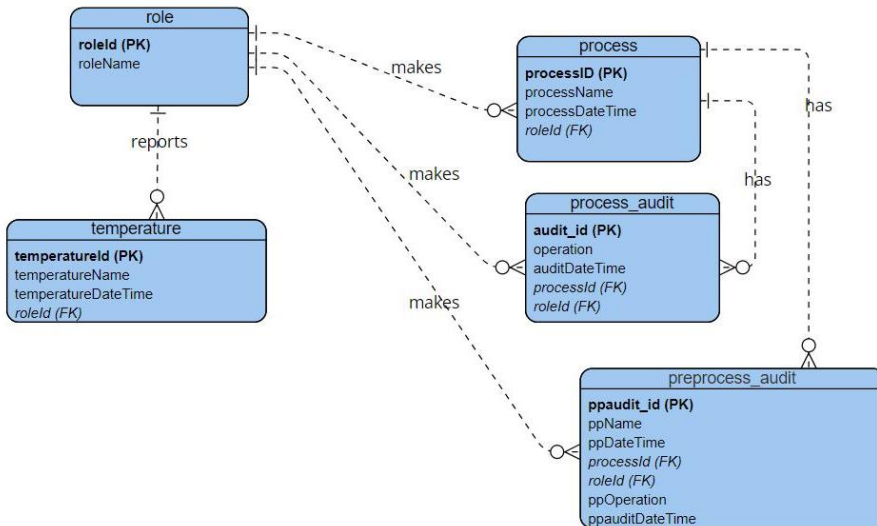 role
roleId (PK)
roleName
makes
process
processID (PK)
processName
processDateTime
roleId (FK)
has
reports
makes
has
process_audit
audit_id (PK)
operation
auditDateTime
processId (FK)
roleId (FK)
temperature
temperatureId (PK)
temperatureName
temperatureDateTime
roleId (FK)
makes
preprocess_audit
ppaudit_id (PK)
ppName
ppDateTime
processId (FK)
roleId (FK)
ppOperation
ppauditDateTime